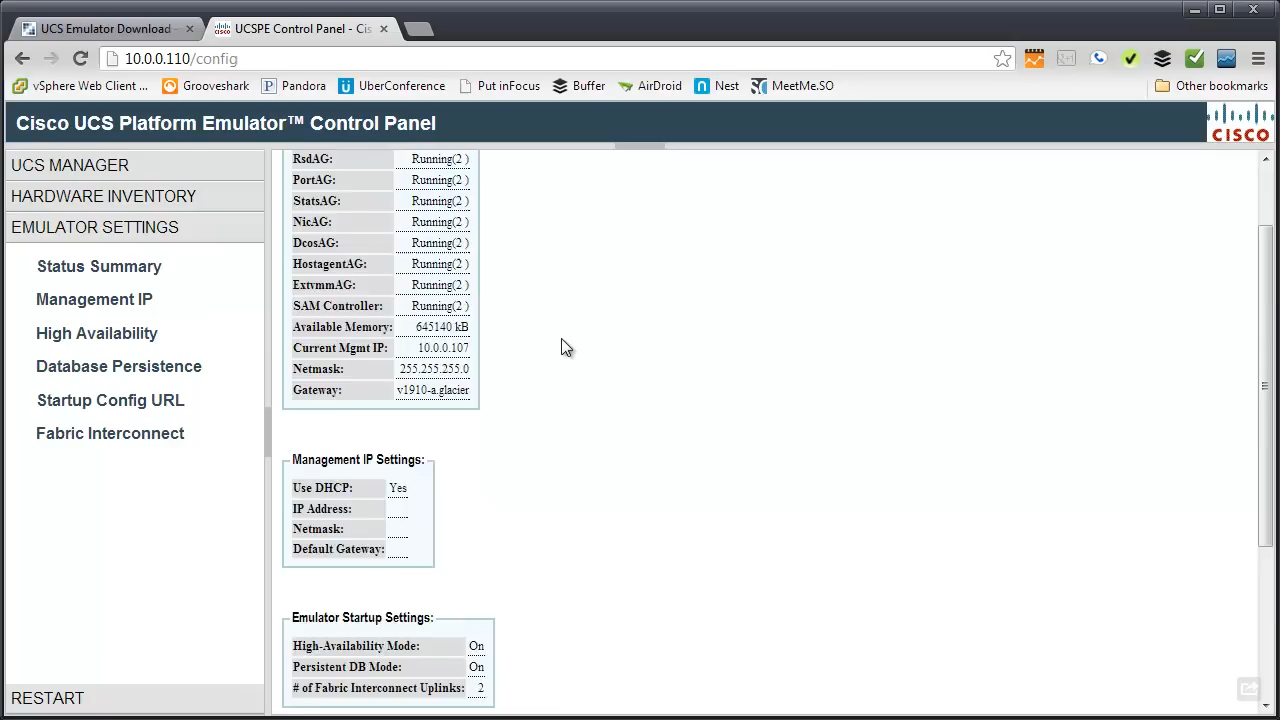 UCS Emulator Download -
UCSPE Control Panel - Cis
10.0.0.110/config
vSphere Web Client ...
Grooveshark
Pandora
UberConference
Put inFocus
Buffer
AirDroid
Nest
MeetMe.SO
Other bookmarks
Cisco UCS Platform Emulator™ Control Panel
CISCO
UCS MANAGER
HARDWARE INVENTORY
EMULATOR SETTINGS
Status Summary
Management IP
High Availability
Database Persistence
Startup Config URL
Fabric Interconnect
RESTART
RsdAG: Running(2 )
PortAG: Running(2 )
StatsAG: Running(2 )
NicAG: Running(2 )
DcosAG: Running(2 )
HostagentAG: Running(2 )
ExtvmmAG: Running(2 )
SAM Controller: Running(2 )
Available Memory: 645140 kB
Current Mgmt IP: 10.0.0.107
Netmask: 255.255.255.0
Gateway: v1910-a.glacier
Management IP Settings:
Use DHCP: Yes
IP Address:
Netmask:
Default Gateway:
Emulator Startup Settings:
High-Availability Mode: On
Persistent DB Mode: On
# of Fabric Interconnect Uplinks: 2